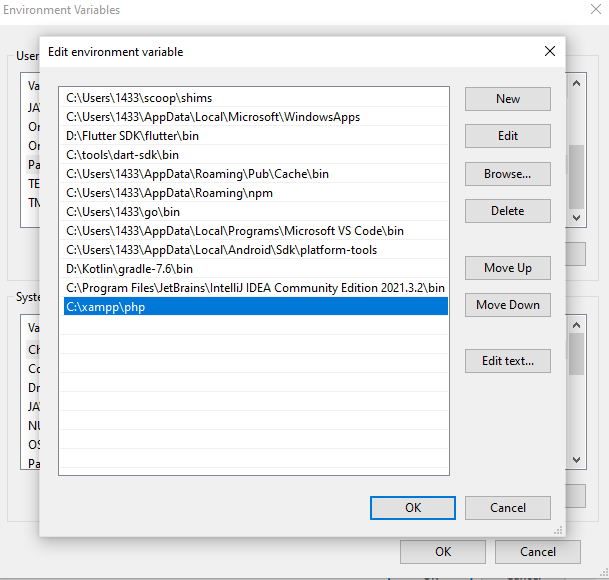 Environment Variables
Edit environment variable
User
Va
JA
On
On
Pa
TE
TM
C:\Users\1433\scoop\shims
C:\Users\1433\AppData\Local\Microsoft\WindowsApps
D:\Flutter SDK\flutter\bin
C:\tools\dart-sdk\bin
C:\Users\1433\AppData\Roaming\Pub\Cache\bin
C:\Users\1433\AppData\Roaming\npm
C:\Users\1433\go\bin
C:\Users\1433\AppData\Local\Programs\Microsoft VS Code\bin
C:\Users\1433\AppData\Local\Android\Sdk\platform-tools
D:\Kotlin\gradle-7.6\bin
C:\Program Files\JetBrains\IntelliJ IDEA Community Edition 2021.3.2\bin
C:\xampp\php
New
Edit
Browse...
Delete
Move Up
Move Down
Edit text...
Syste
Va
Ch
Co
Dr
JA
NU
OS
Pa
OK
Cancel
OK
Cancel